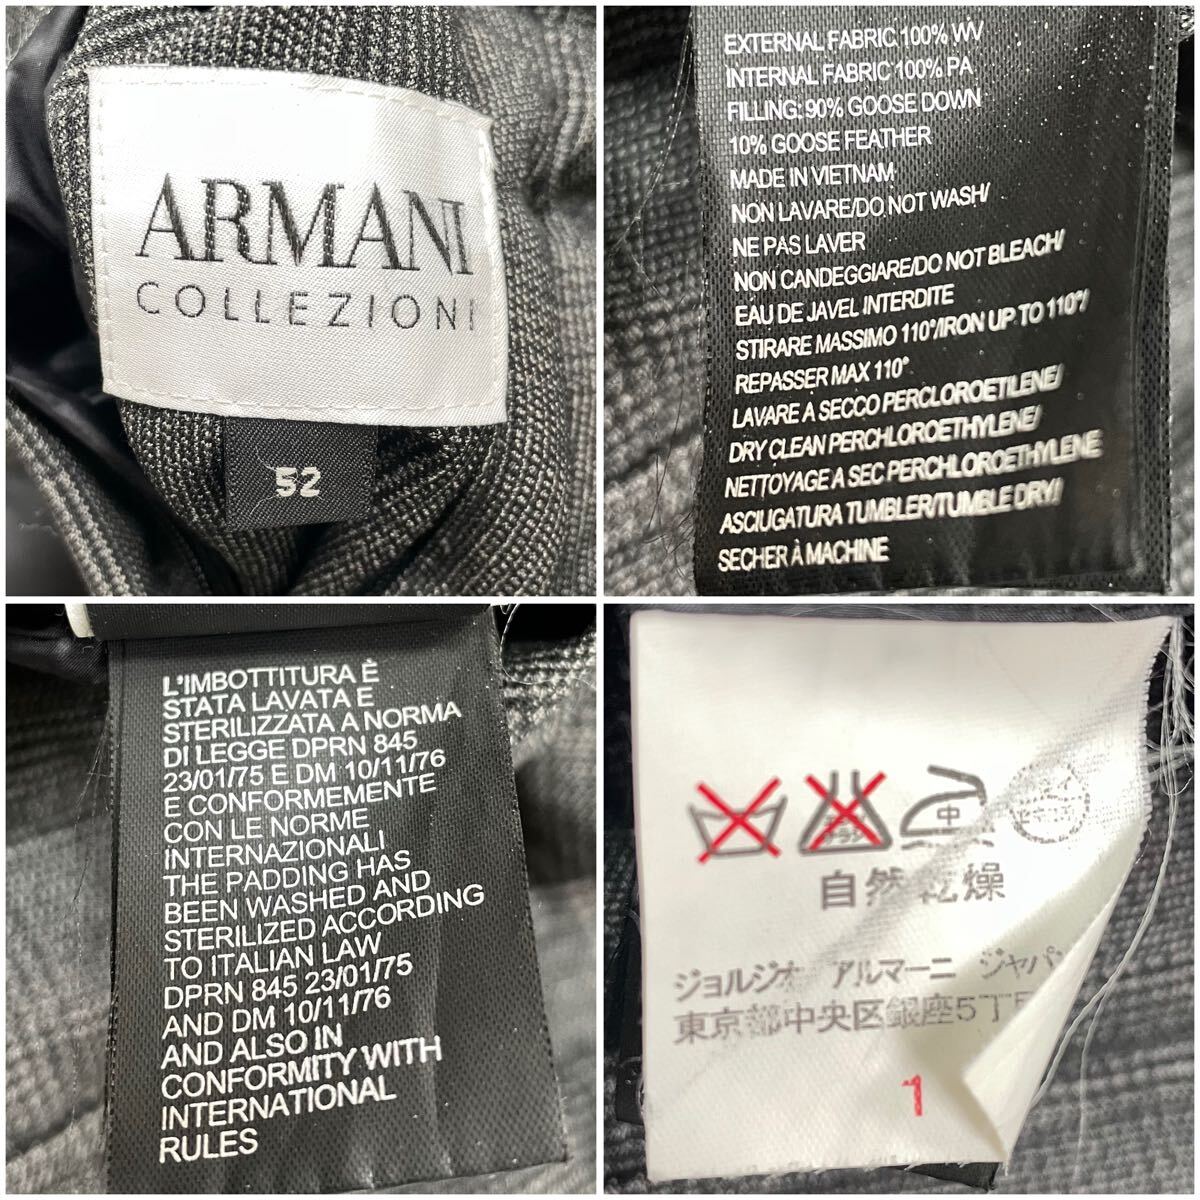 ARMANI
COLLEZIONI
52
EXTERNAL FABRIC 100% WV
INTERNAL FABRIC 100% PA
FILLING: 90% GOOSE DOWN
10% GOOSE FEATHER
MADE IN VIETNAM
NON LAVARE/DO NOT WASH/
NE PAS LAVER
NON CANDEGGIARE/DO NOT BLEACH/
EAU DE JAVEL INTERDITE
STIRARE MASSIMO 110°/IRON UP TO 110°/
REPASSER MAX 110°
LAVARE A SECCO PERCLOROETILENE/
DRY CLEAN PERCHLOROETHYLENE/
NETTOYAGE A SEC PERCHLOROETHYLENE
ASCIUGATURA TUMBLER/TUMBLE DRY/
SECHER À MACHINE
L'IMBOTTITURA È
STATA LAVATA E
STERILIZZATA A NORMA
DI LEGGE DPRN 845
23/01/75 E DM 10/11/76
E CONFORMEMENTE
CON LE NORME
INTERNAZIONALI
THE PADDING HAS
BEEN WASHED AND
STERILIZED ACCORDING
TO ITALIAN LAW
DPRN 845 23/01/75
AND DM 10/11/76
AND ALSO IN
CONFORMITY WITH
INTERNATIONAL
RULES
中
自然乾燥
ジョルジオ アルマーニ ジャパ
東京都中央区銀座5丁目
1